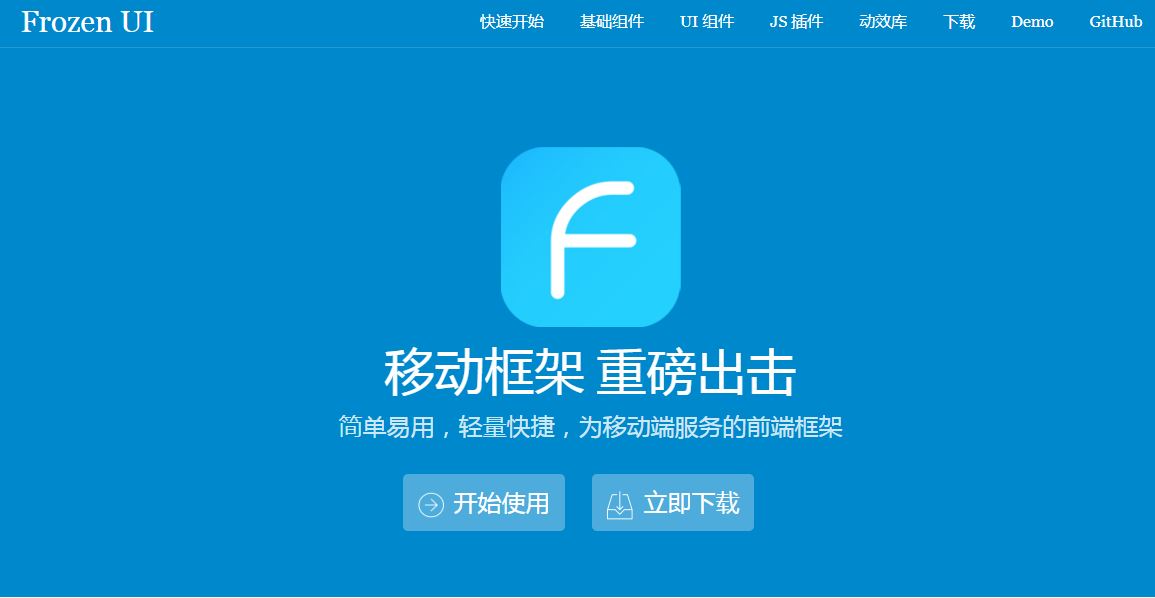 Frozen UI 快速开始 基础组件 UI 组件 JS 插件 动效库 下载 Demo GitHub
F
移动框架 重磅出击
简单易用，轻量快捷，为移动端服务的前端框架
开始使用 立即下载